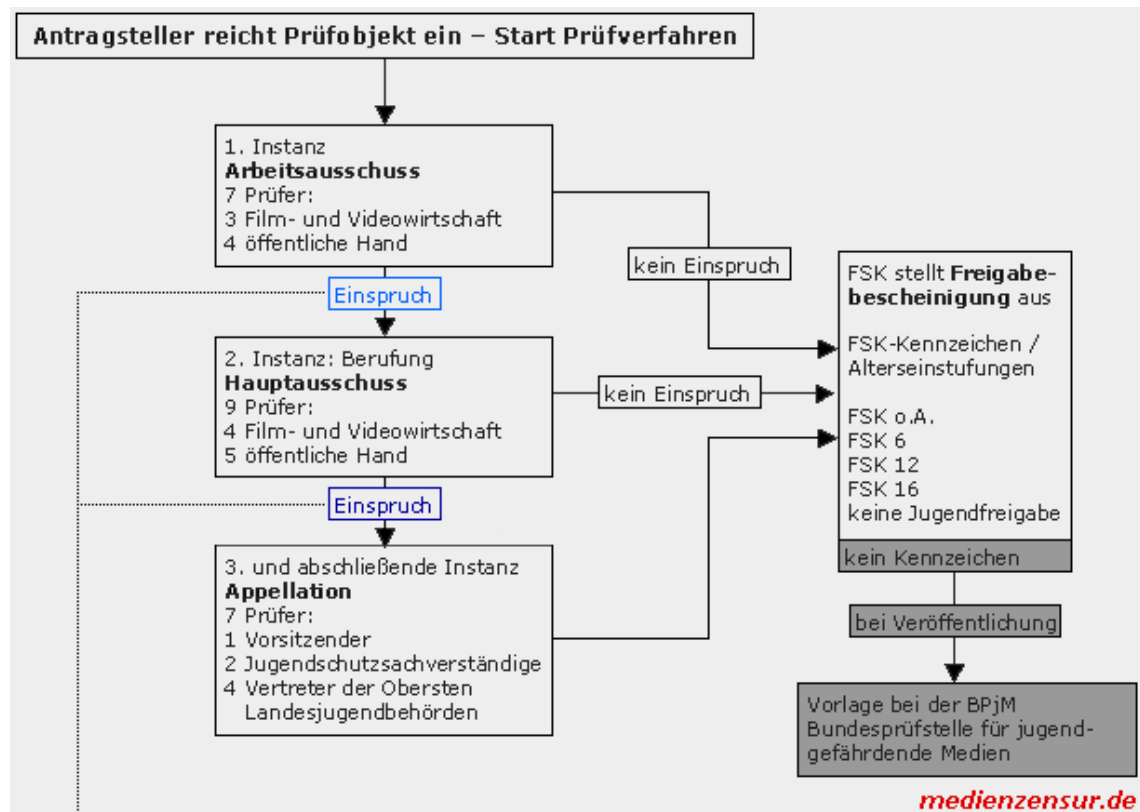 Antragsteller reicht Prüfobjekt ein – Start Prüfverfahren
1. Instanz
Arbeitsausschuss
7 Prüfer:
3 Film- und Videowirtschaft
4 öffentliche Hand
kein Einspruch
Einspruch
2. Instanz: Berufung
Hauptausschuss
9 Prüfer:
4 Film- und Videowirtschaft
5 öffentliche Hand
kein Einspruch
Einspruch
3. und abschließende Instanz
Appellation
7 Prüfer:
1 Vorsitzender
2 Jugendschutzsachverständige
4 Vertreter der Obersten
Landesjugendbehörden
FSK stellt Freigabe-
bescheinigung aus
FSK-Kennzeichen /
Alterseinstufungen
FSK o.A.
FSK 6
FSK 12
FSK 16
keine Jugendfreigabe
kein Kennzeichen
bei Veröffentlichung
Vorlage bei der BPjM
Bundesprüfstelle für jugend-
gefährdende Medien
medienzensur.de